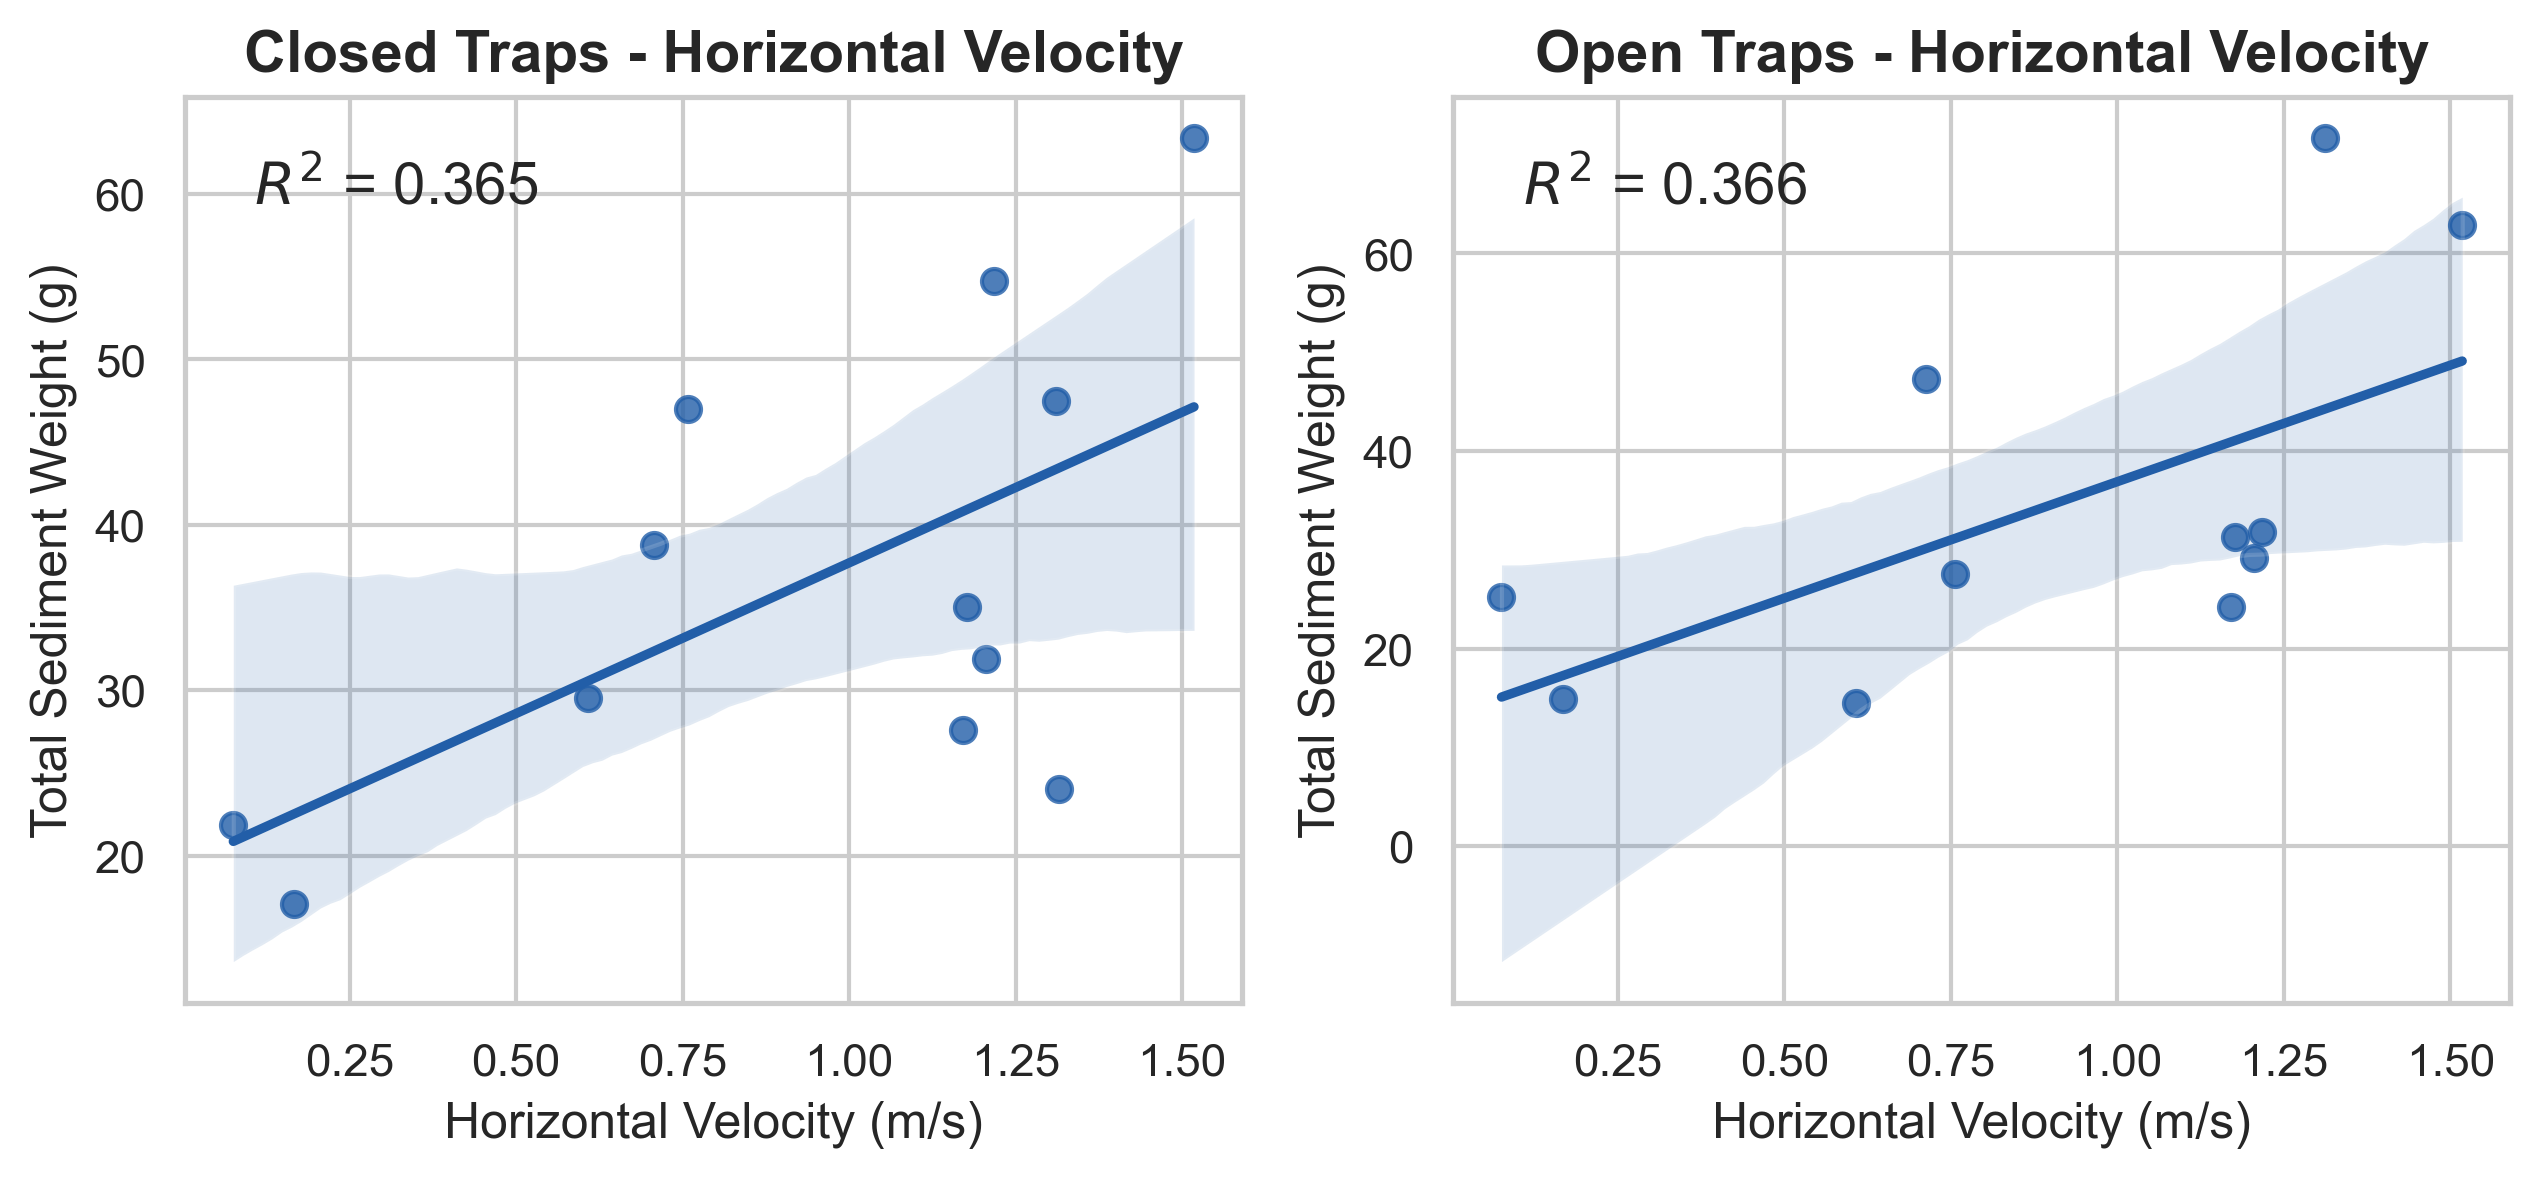 Closed Traps - Horizontal Velocity
R² = 0.365
Total Sediment Weight (g)
60
50
40
30
20
0.25 0.50 0.75 1.00 1.25 1.50
Horizontal Velocity (m/s)
Open Traps - Horizontal Velocity
R² = 0.366
Total Sediment Weight (g)
60
40
20
0
0.25 0.50 0.75 1.00 1.25 1.50
Horizontal Velocity (m/s)